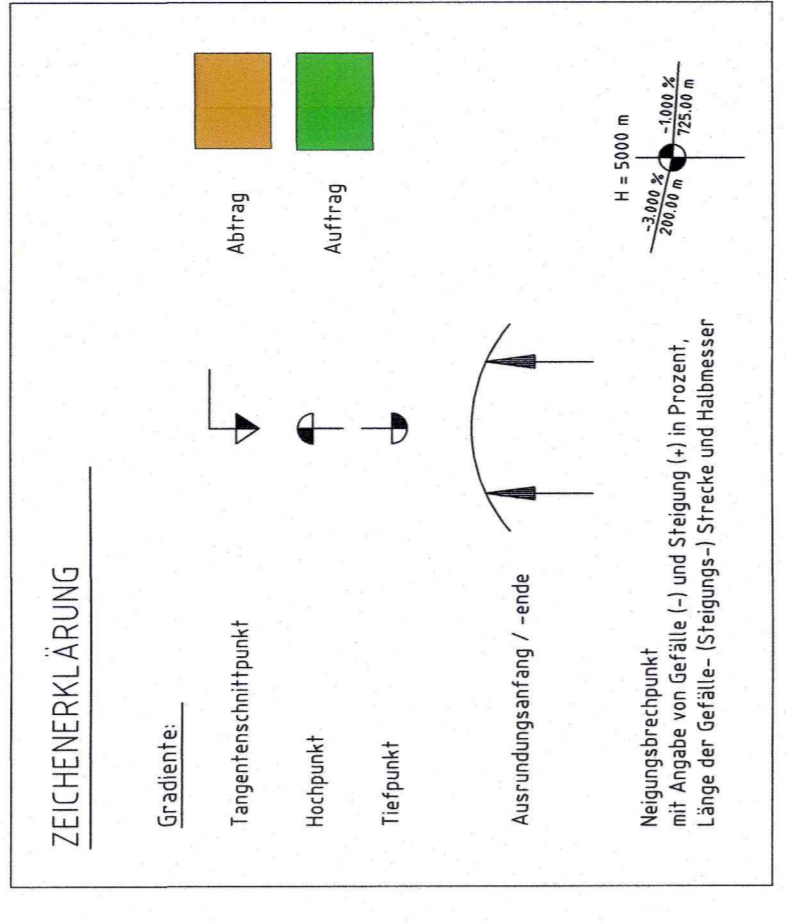 ZEICHENERKLÄRUNG
Gradiente:
Tangentenschnittpunkt
Hochpunkt
Tiefpunkt
Ausrundungsanfang / -ende
Neigungsbrechpunkt
mit Angabe von Gefälle (-) und Steigung (+) in Prozent,
Länge der Gefälle- (Steigungs-) Strecke und Halbmesser
Abtrag
Auftrag
H = 5000 m
-3.000 %
200.00 m
-1.000 %
725.00 m